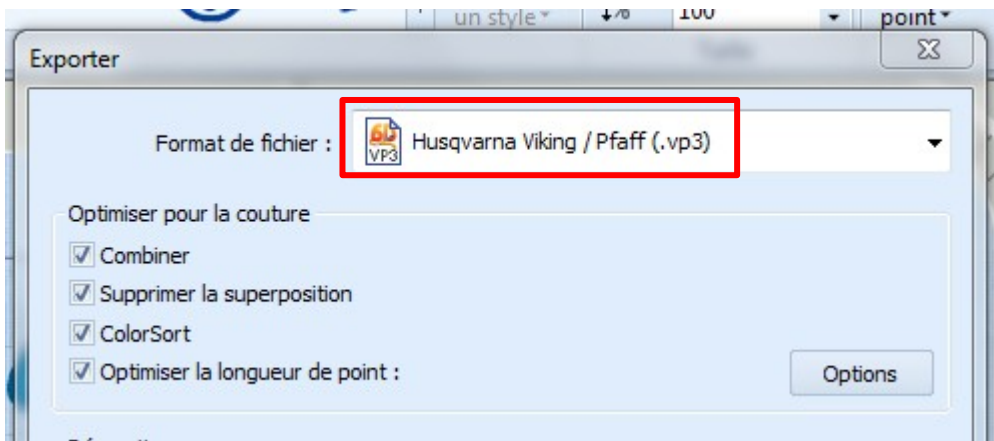 un style 100 point
Exporter
Format de fichier : VP3 Husqvarna Viking / Pfaff (.vp3)
Optimiser pour la couture
Combiner
Supprimer la superposition
ColorSort
Optimiser la longueur de point :
Options